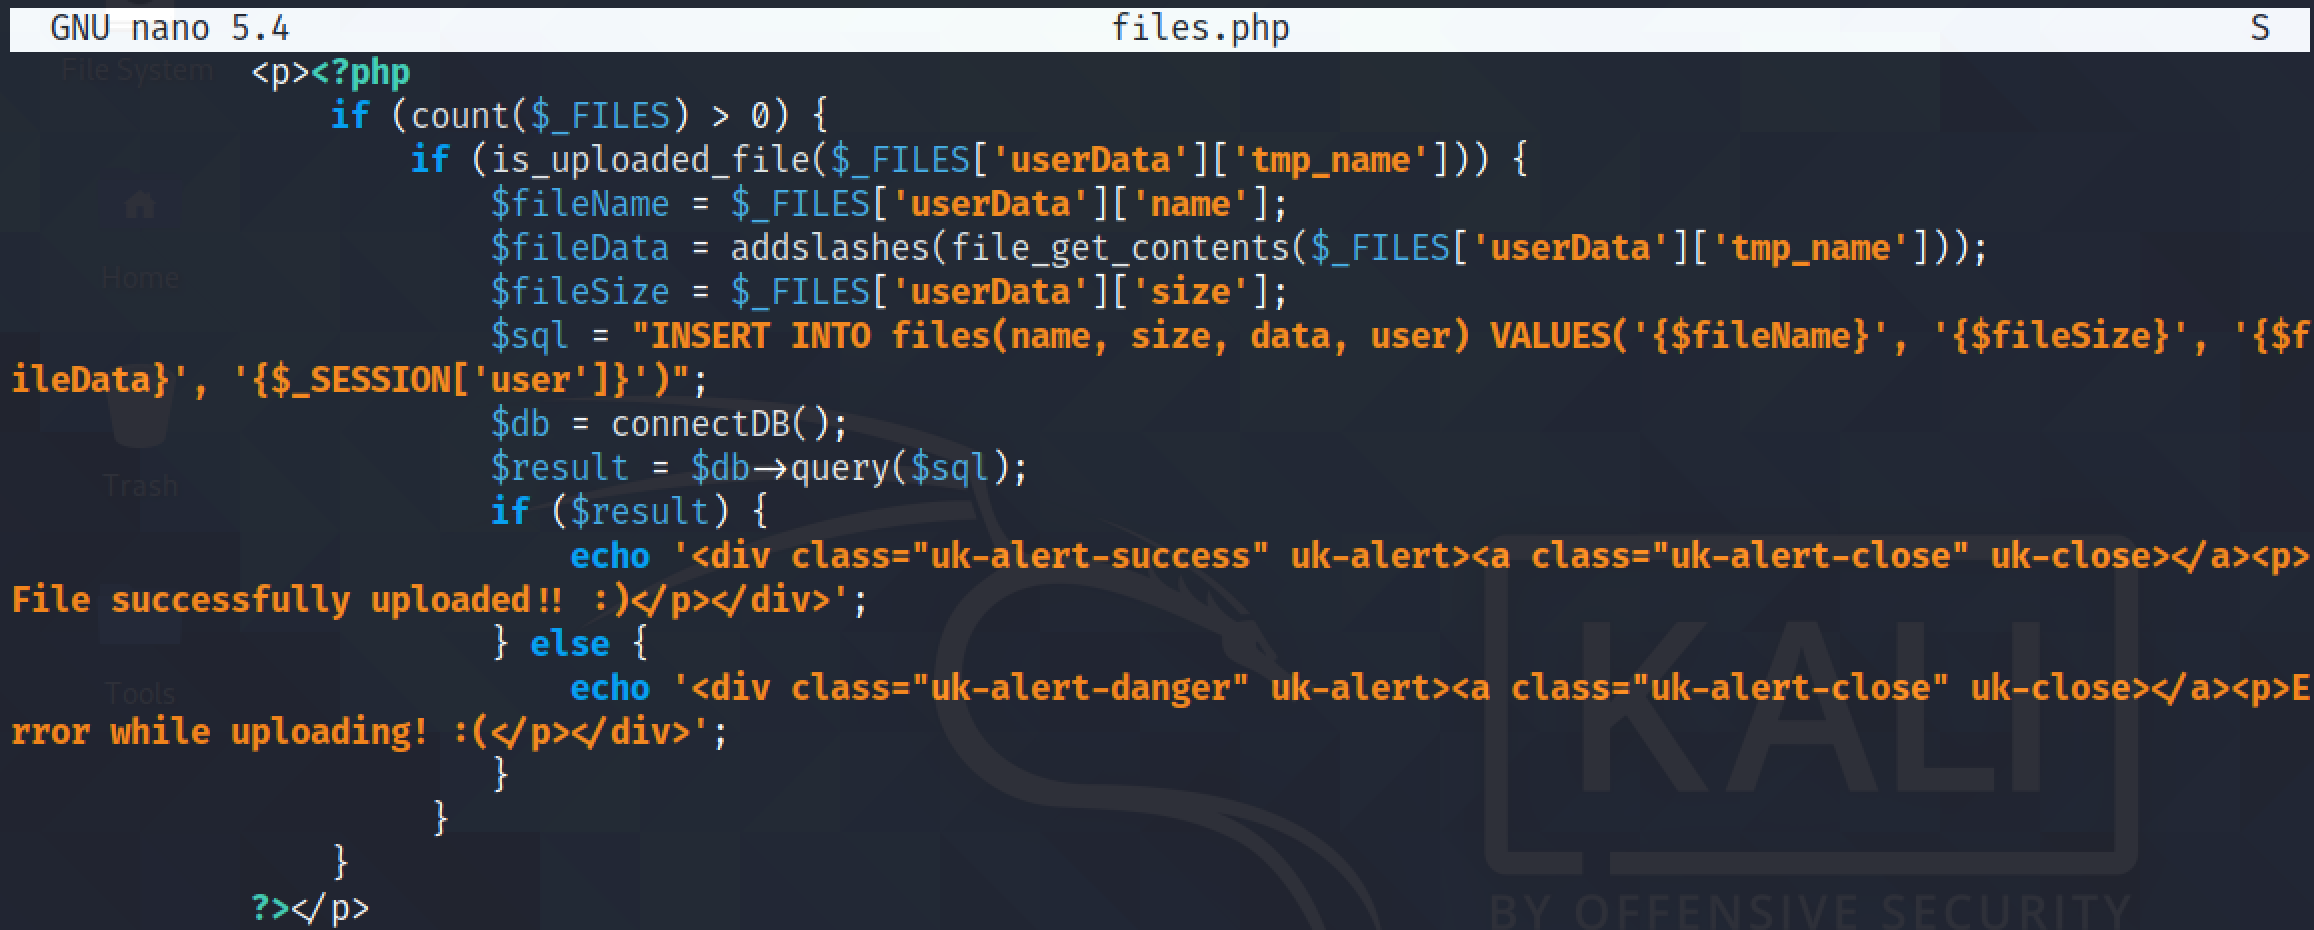 GNU nano 5.4 files.php S
File System
<p><?php
if (count($_FILES) > 0) {
if (is_uploaded_file($_FILES['userData']['tmp_name'])) {
$fileName = $_FILES['userData']['name'];
$fileData = addslashes(file_get_contents($_FILES['userData']['tmp_name']));
Home
$fileSize = $_FILES['userData']['size'];
$sql = "INSERT INTO files(name, size, data, user) VALUES('{$fileName}', '{$fileSize}', '{$f
ileData}', '{$_SESSION['user']}')";
$db = connectDB();
$result = $db->query($sql);
Trash
if ($result) {
echo '<div class="uk-alert-success" uk-alert><a class="uk-alert-close" uk-close></a><p>
File successfully uploaded!! :)</p></div>';
} else {
echo '<div class="uk-alert-danger" uk-alert><a class="uk-alert-close" uk-close></a><p>E
Tools
rror while uploading! :(</p></div>';
}
}
}
?></p>
KALI
BY OFFENSIVE SECURITY